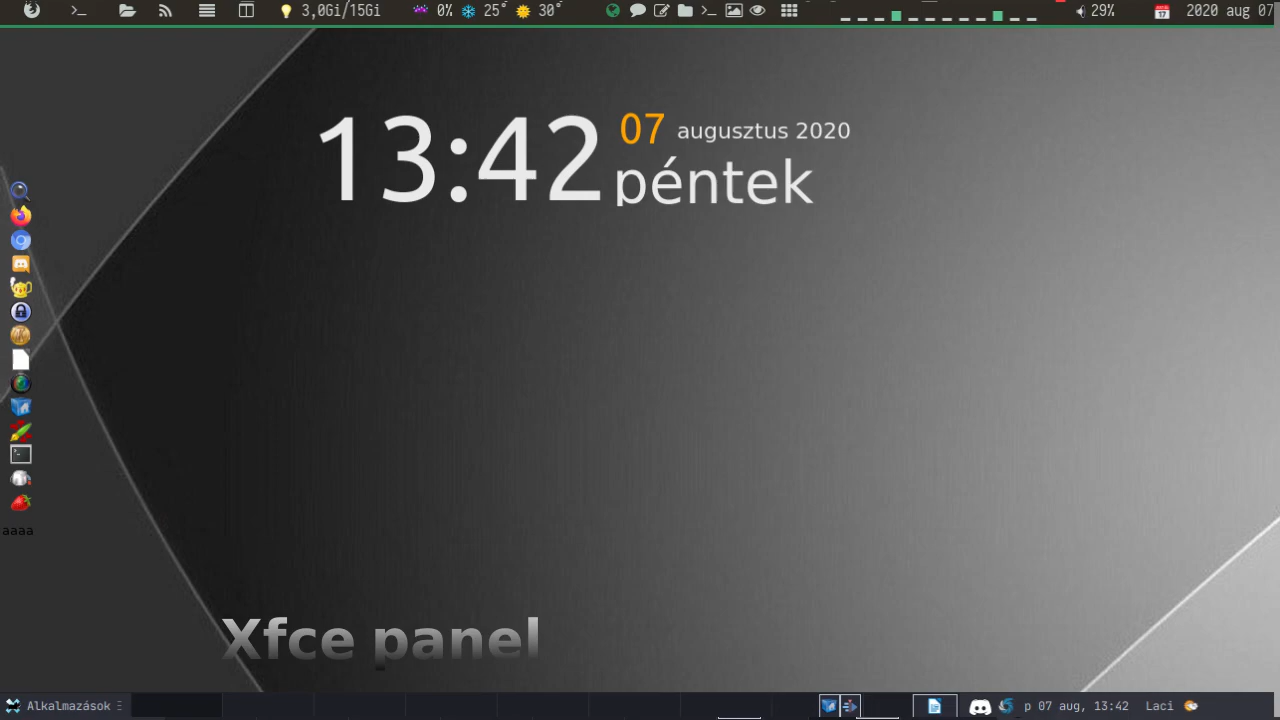 3,0Gi/15Gi 0% 25° 30° 29% 2020 aug 07
13:42 07 augusztus 2020
péntek
aaaa
Xfce panel
Alkalmazások p 07 aug, 13:42 Laci